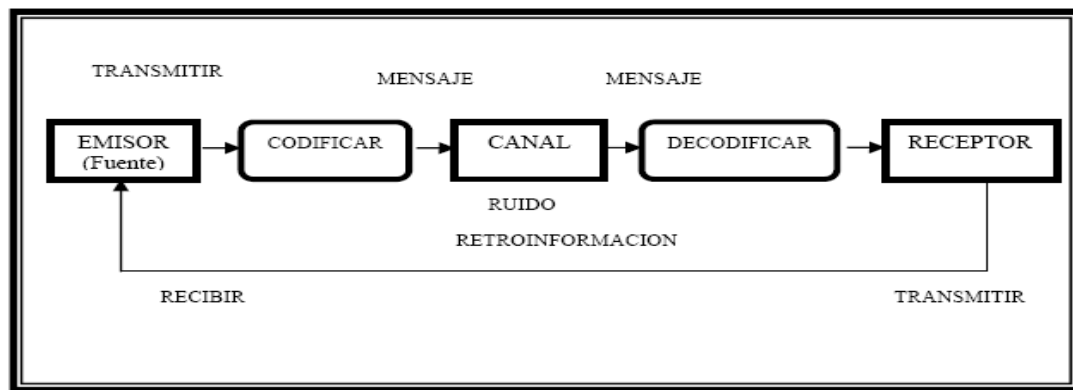 TRANSMITIR
MENSAJE
MENSAJE
EMISOR
(Fuente)
CODIFICAR
CANAL
DECODIFICAR
RECEPTOR
RUIDO
RETROINFORMACION
RECIBIR
TRANSMITIR